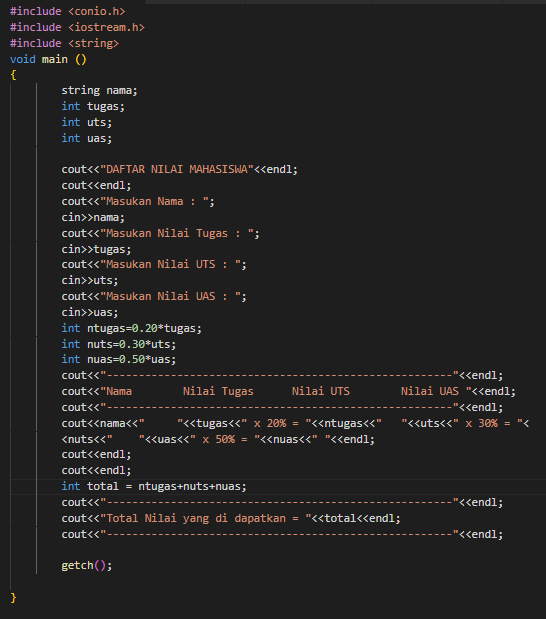 #include <conio.h>
#include <iostream.h>
#include <string>
void main ()
{
string nama;
int tugas;
int uts;
int uas;
cout<<"DAFTAR NILAI MAHASISWA"<<endl;
cout<<endl;
cout<<"Masukan Nama : ";
cin>>nama;
cout<<"Masukan Nilai Tugas : ";
cin>>tugas;
cout<<"Masukan Nilai UTS : ";
cin>>uts;
cout<<"Masukan Nilai UAS : ";
cin>>uas;
int ntugas=0.20*tugas;
int nuts=0.30*uts;
int nuas=0.50*uas;
cout<<"------------------------------------------------------"<<endl;
cout<<"Nama        Nilai Tugas      Nilai UTS        Nilai UAS "<<endl;
cout<<"------------------------------------------------------"<<endl;
cout<<nama<<"     "<<tugas<<" x 20% = "<<ntugas<<"   "<<uts<<" x 30% = "<
<nuts<<"    "<<uas<<" x 50% = "<<nuas<<" "<<endl;
cout<<endl;
cout<<endl;
int total = ntugas+nuts+nuas;
cout<<"------------------------------------------------------"<<endl;
cout<<"Total Nilai yang di dapatkan = "<<total<<endl;
cout<<"------------------------------------------------------"<<endl;
getch();
}